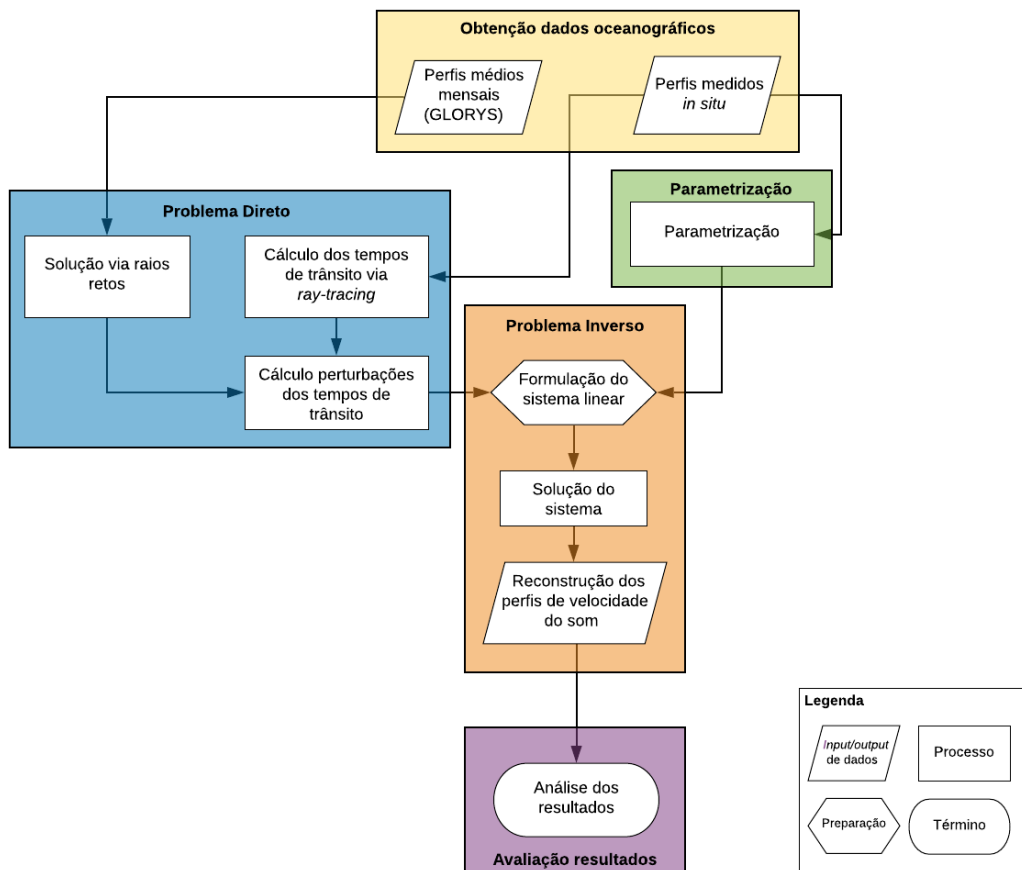 Obtenção dados oceanográficos
Perfis médios
mensais
(GLORYS)
Perfis medidos
in situ
Parametrização
Parametrização
Problema Direto
Solução via raios
retos
Cálculo dos tempos
de trânsito via
ray-tracing
Cálculo perturbações
dos tempos de
trânsito
Problema Inverso
Formulação do
sistema linear
Solução do
sistema
Reconstrução dos
perfis de velocidade
do som
Análise dos
resultados
Avaliação resultados
Legenda
Input/output
de dados
Processo
Preparação
Término